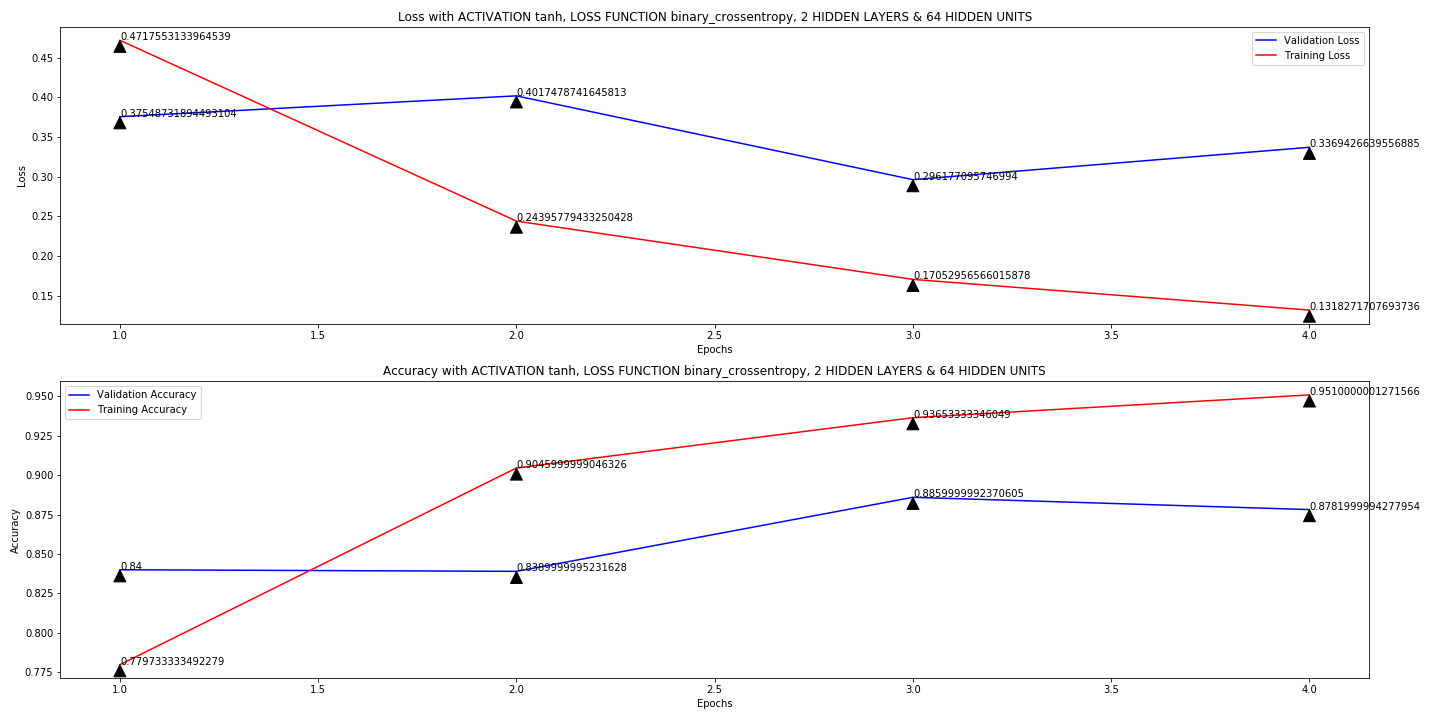 Loss with ACTIVATION tanh, LOSS FUNCTION binary_crossentropy, 2 HIDDEN LAYERS & 64 HIDDEN UNITS
0.4717553133964539
Validation Loss
Training Loss
0.45
0.40
0.4017478741645813
0.37548731894493104
0.35
0.3369426639556885
Loss
0.30
0.296177095746994
0.25
0.24395779433250428
0.20
0.17052956566015878
0.15
0.1318271707693736
1.0 1.5 2.0 2.5 3.0 3.5 4.0
Epochs
Accuracy with ACTIVATION tanh, LOSS FUNCTION binary_crossentropy, 2 HIDDEN LAYERS & 64 HIDDEN UNITS
Validation Accuracy
Training Accuracy
0.950
0.9510000001271566
0.93653333346049
0.925
0.9045999999046326
0.900
0.8859999992370605
0.875
0.8781999994277954
Accuracy
0.850
0.84
0.8389999995231628
0.825
0.800
0.779733333492279
0.775
1.0 1.5 2.0 2.5 3.0 3.5 4.0
Epochs